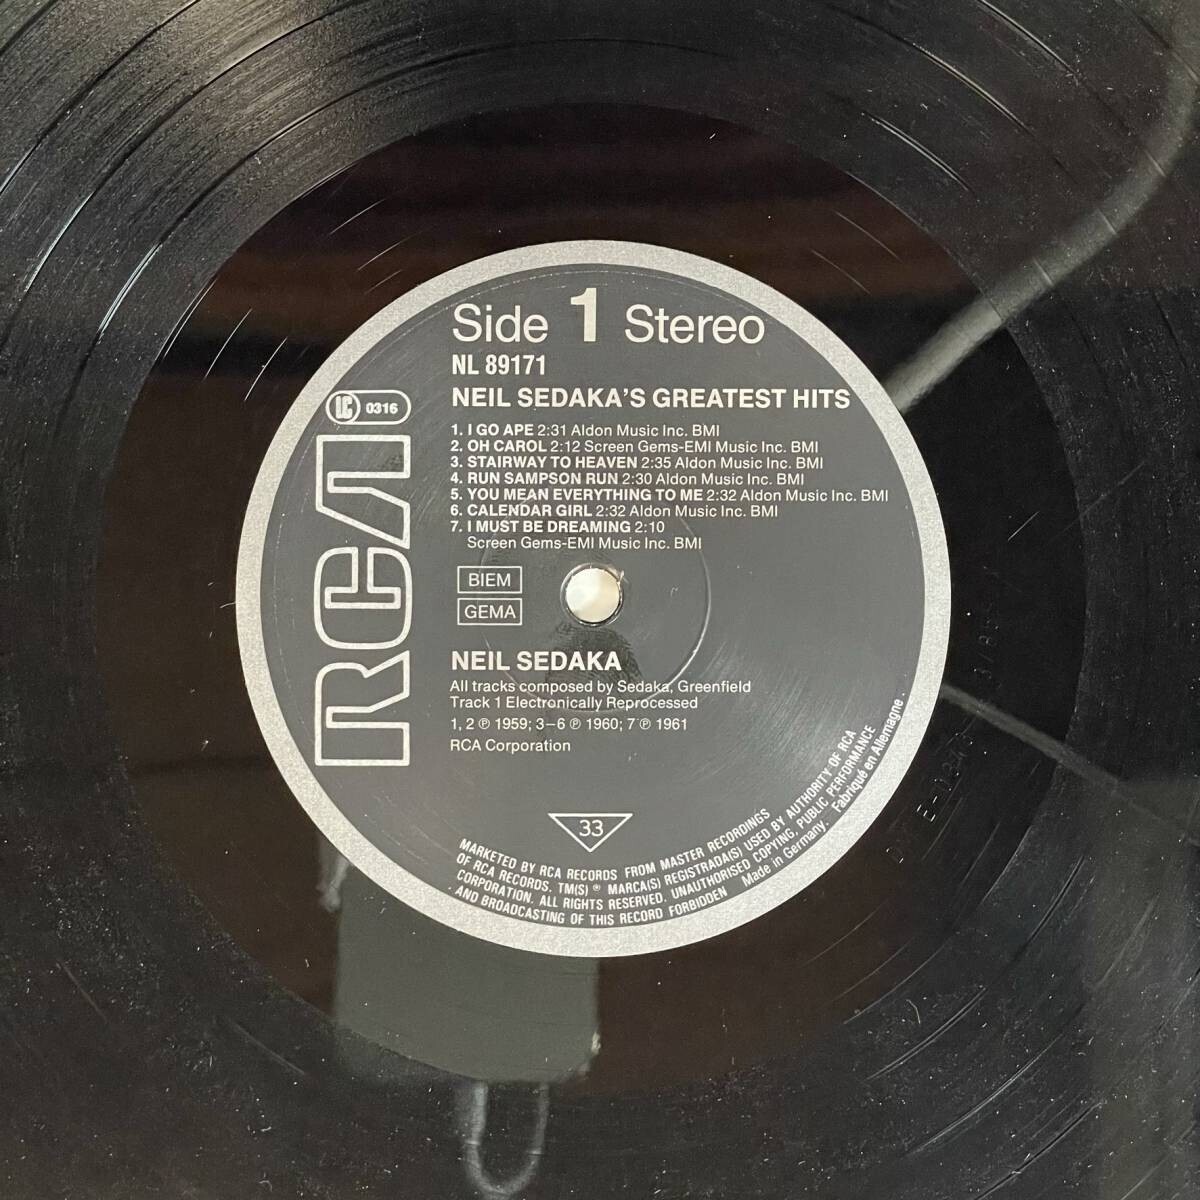 Side 1 Stereo
NL 89171
NEIL SEDAKA'S GREATEST HITS
LC 0316
RCA
1. I GO APE 2:31 Aldon Music Inc. BMI
2. OH CAROL 2:12 Screen Gems-EMI Music Inc. BMI
3. STAIRWAY TO HEAVEN 2:35 Aldon Music Inc. BMI
4. RUN SAMPSON RUN 2:30 Aldon Music Inc. BMI
5. YOU MEAN EVERYTHING TO ME 2:32 Aldon Music Inc. BMI
6. CALENDAR GIRL 2:32 Aldon Music Inc. BMI
7. I MUST BE DREAMING 2:10
Screen Gems-EMI Music Inc. BMI
BIEM
GEMA
NEIL SEDAKA
All tracks composed by Sedaka, Greenfield
Track 1 Electronically Reprocessed
1, 2 ℗ 1959; 3–6 ℗ 1960; 7 ℗ 1961
RCA Corporation
33
MARKETED BY RCA RECORDS FROM MASTER RECORDINGS
OF RCA RECORDS. TM(S) ® MARCA(S) REGISTRADA(S) USED BY AUTHORITY OF RCA
CORPORATION. ALL RIGHTS RESERVED. UNAUTHORISED COPYING, PUBLIC PERFORMANCE
AND BROADCASTING OF THIS RECORD FORBIDDEN Made in Germany. Fabriqué en Allemagne.